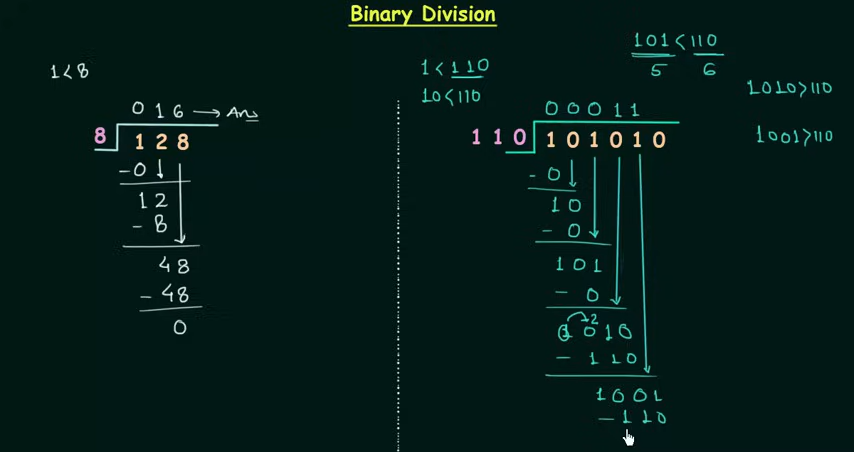 Binary Division
1 < 8
0 1 6 → Ans
8 1 2 8
- 0
1 2
- 8
4 8
- 4 8
0
1 < 110
10 < 110
101 < 110
5 6
1010 > 110
1001 > 110
0 0 0 1 1
1 1 0 1 0 1 0 1 0
- 0
1 0
- 0
1 0 1
- 0
2
1 0 1 0
- 1 1 0
1 0 0 1
- 1 1 0